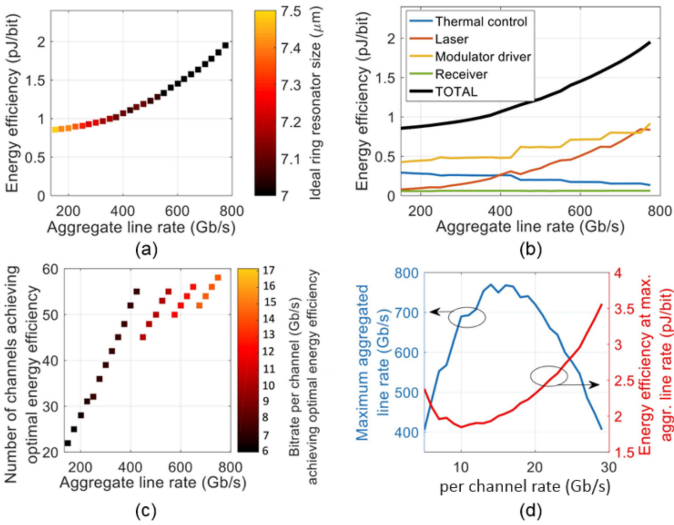 Energy efficiency (pJ/bit)
2
1.5
1
0.5
0
200 400 600 800
Aggregate line rate (Gb/s)
(a)
7.5
7.4
7.3
7.2
7.1
7
Ideal ring resonator size (μm)
Energy efficiency (pJ/bit)
2
1.5
1
0.5
0
Thermal control
Laser
Modulator driver
Receiver
TOTAL
200 400 600 800
Aggregate line rate (Gb/s)
(b)
Number of channels achieving
optimal energy efficiency
60
50
40
30
20
200 400 600 800
Aggregate line rate (Gb/s)
(c)
17
16
15
14
13
12
11
10
9
8
7
6
Bitrate per channel (Gb/s)
achieving optimal energy efficiency
Maximum aggregated
line rate (Gb/s)
800
700
600
500
400
10 20 30
per channel rate (Gb/s)
(d)
4
3.5
3
2.5
2
1.5
Energy efficiency at max.
aggr. line rate (pJ/bit)